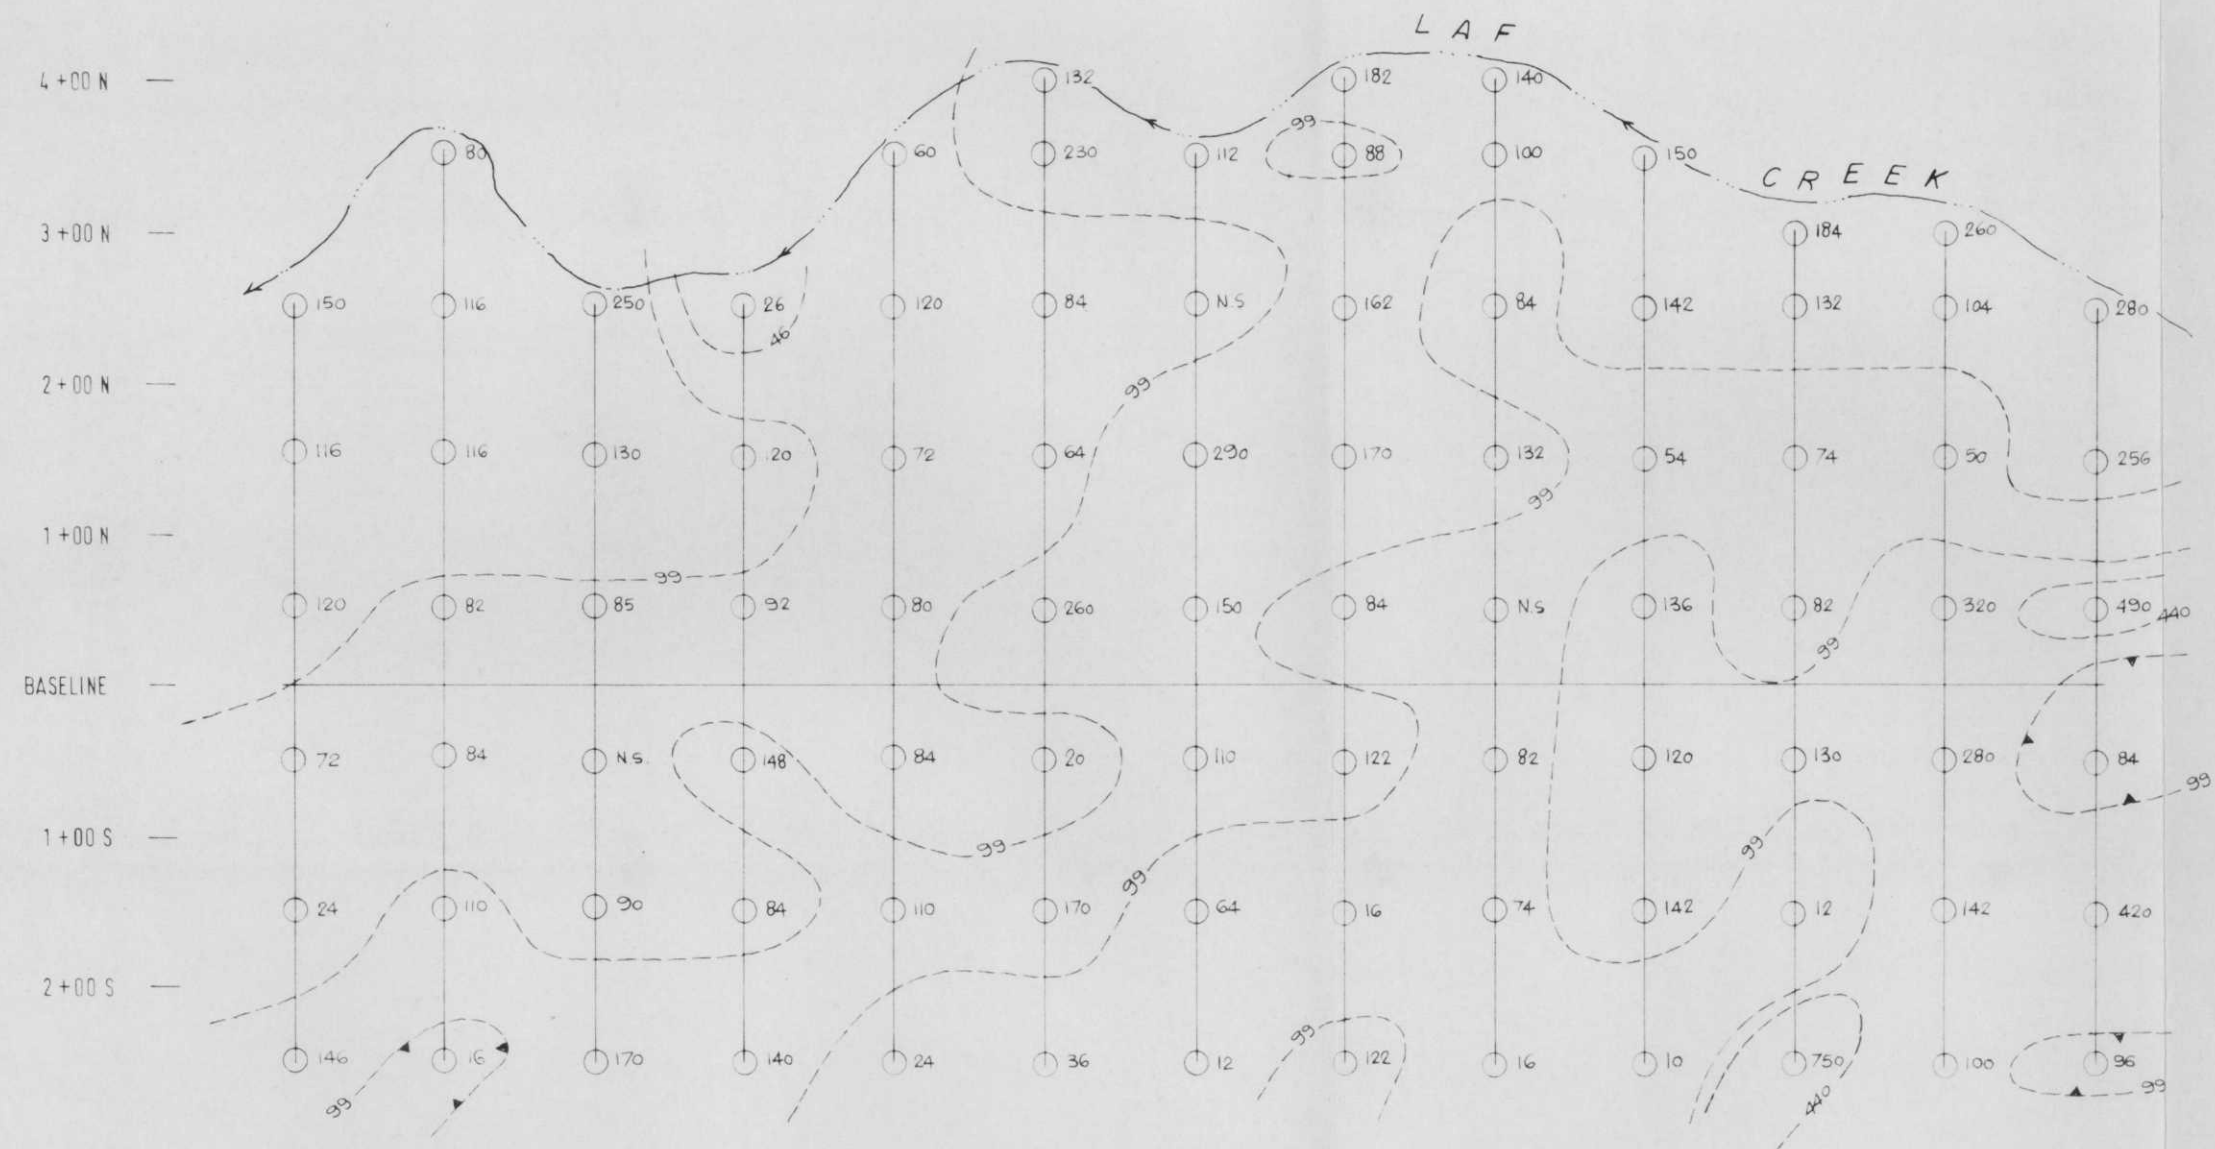 L A F
4+00 N 132 182 140
99
80 60 230 112 88 100 150
C R E E K
3+00 N 184 260
150 116 250 26 120 84 N.S 162 84 142 132 104 280
46
2+00 N 99
116 116 130 120 72 64 290 170 132 54 74 50 256
99
1+00 N
99
120 82 85 92 80 260 150 84 N.S 136 82 320 490 440
99
BASELINE
72 84 N.S. 148 84 20 110 122 82 120 130 280 84
99
1+00 S
99 99
99
24 110 90 84 110 170 64 16 74 142 12 142 420
2+00 S
99
146 16 170 140 24 36 12 122 16 10 750 100 96
99
99 440